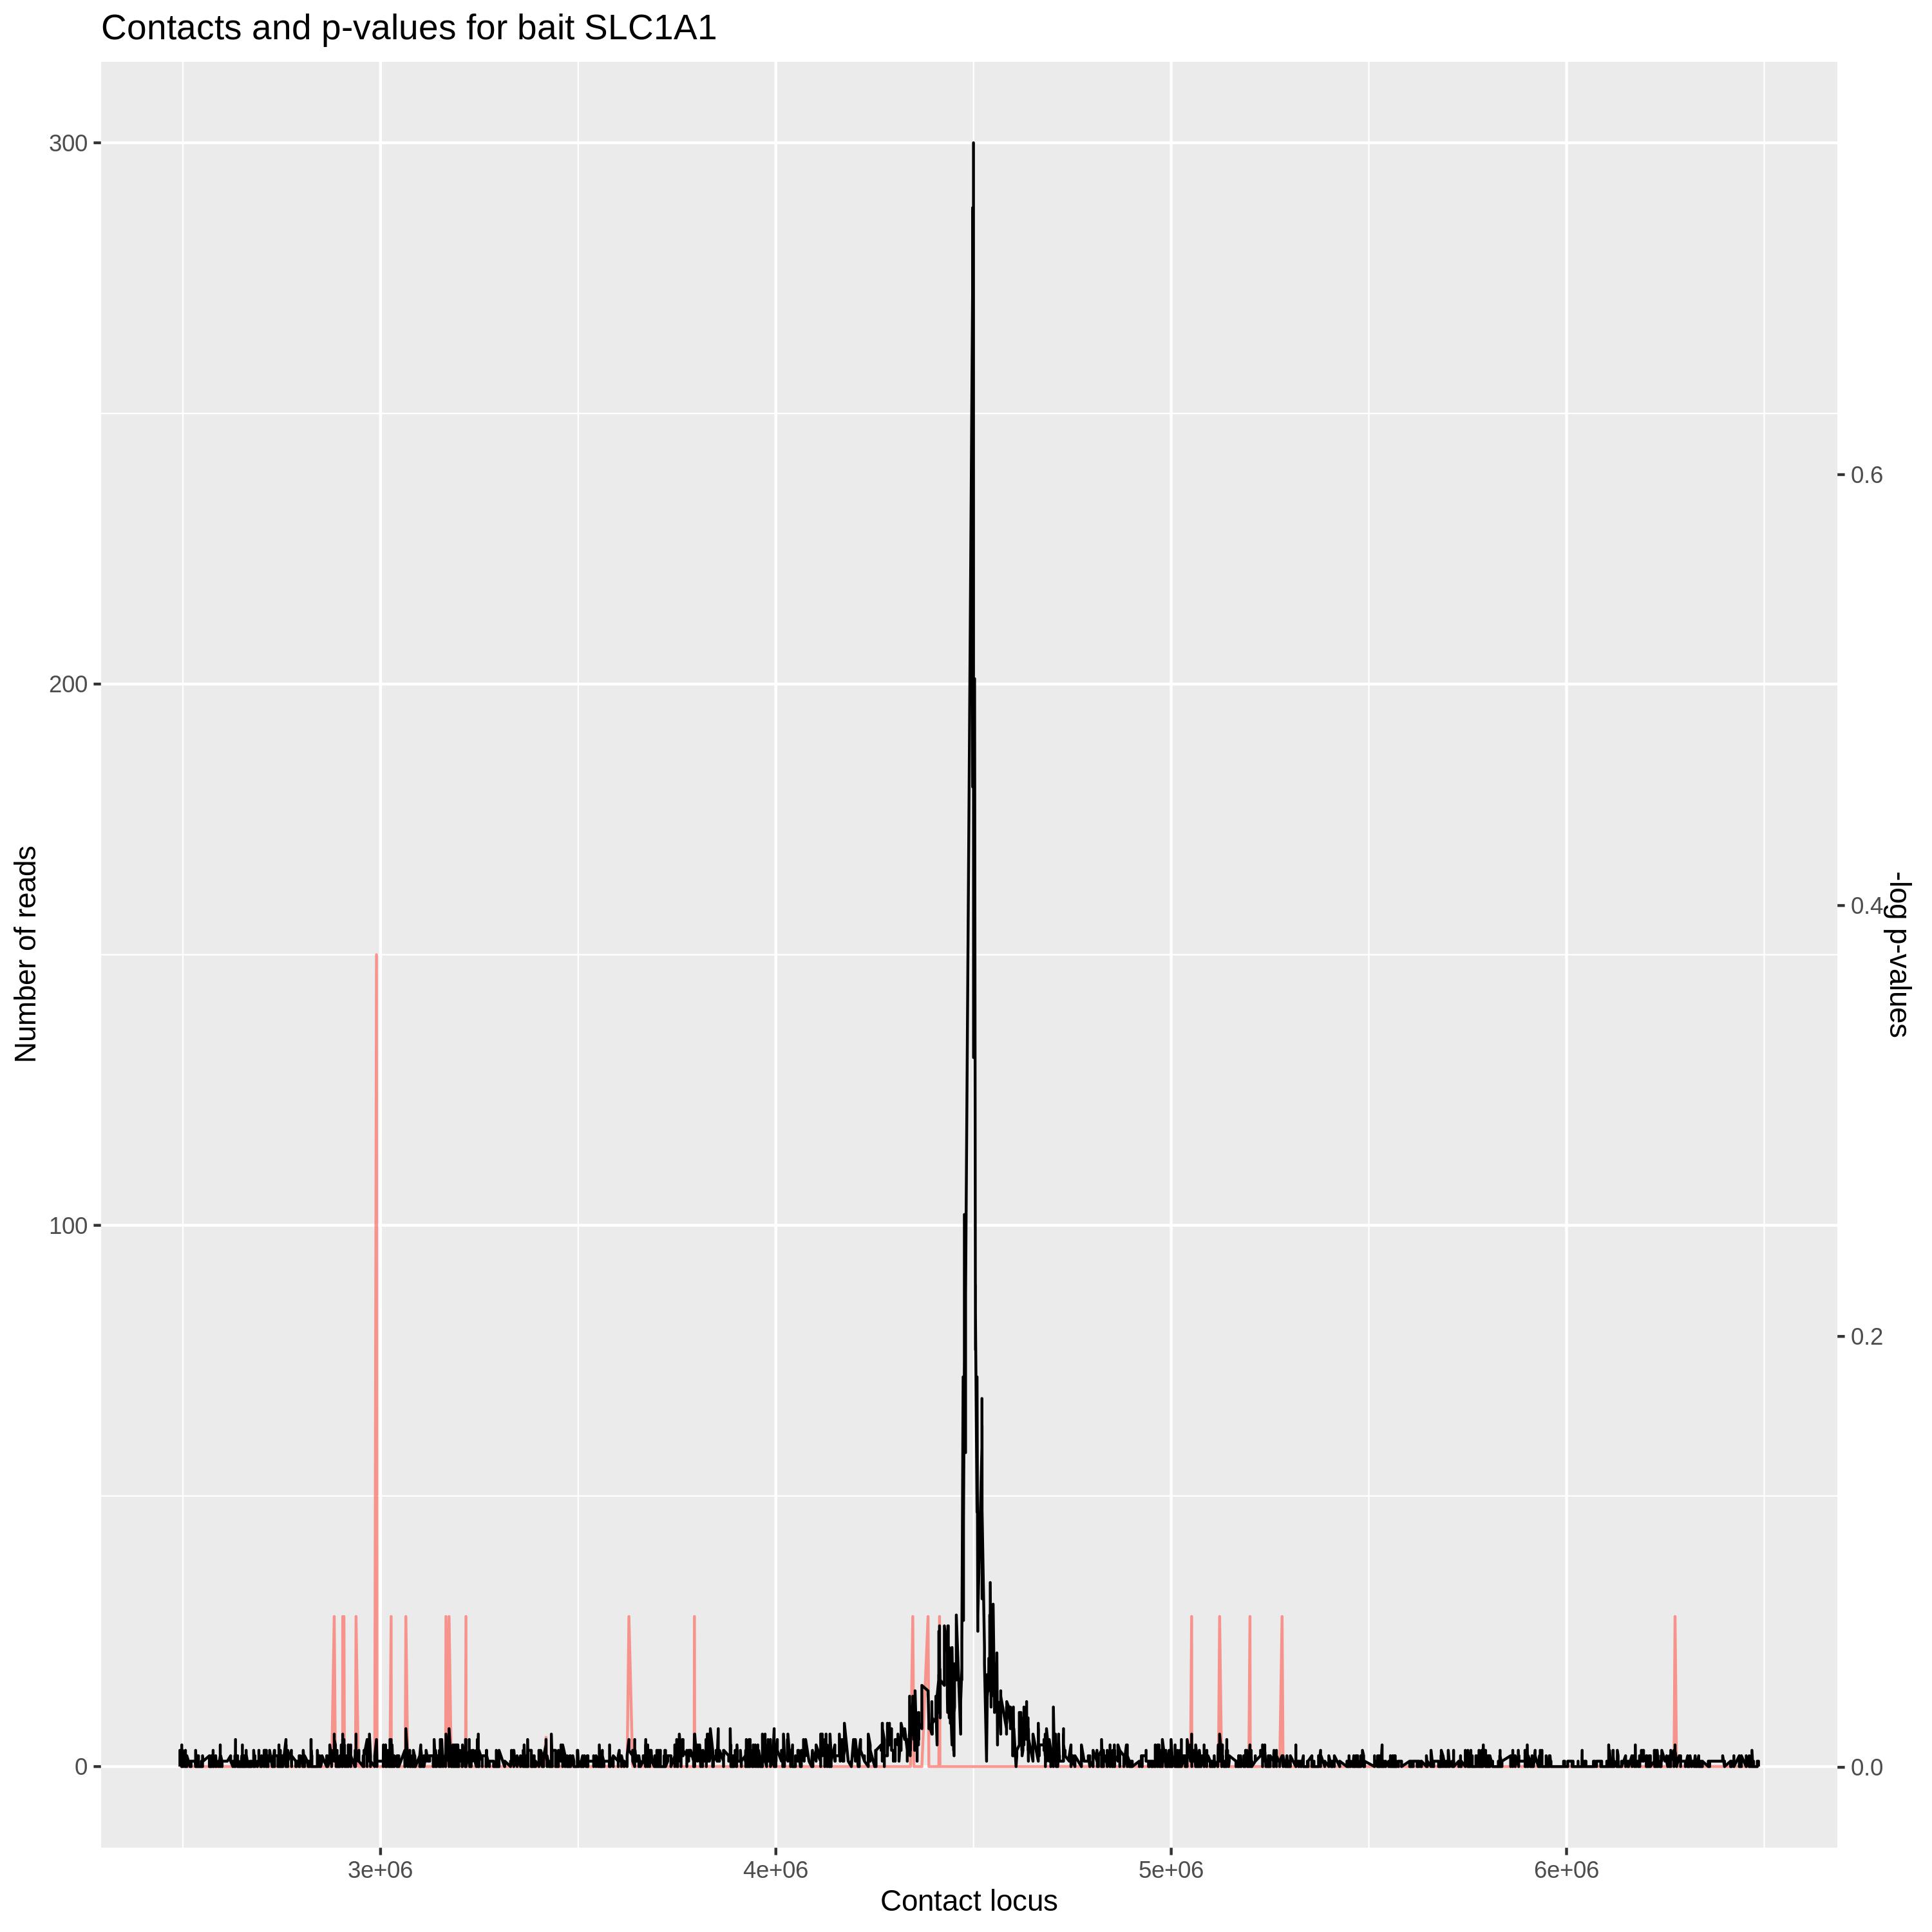 Contacts and p-values for bait SLC1A1
300
200
100
0
Number of reads
0.6
0.4
0.2
0.0
-log p-values
3e+06
4e+06
5e+06
6e+06
Contact locus